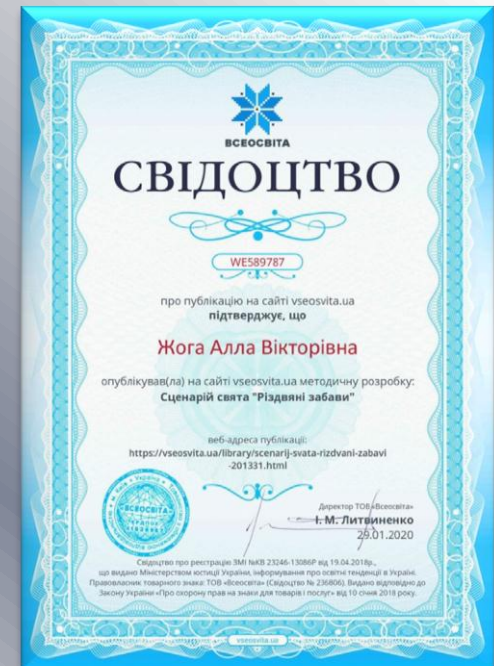 ВСЕОСВІТА
СВІДОЦТВО
WE589787
про публікацію на сайті vseosvita.ua
підтверджує, що
Жога Алла Вікторівна
опублікував(ла) на сайті vseosvita.ua методичну розробку:
Сценарій свята "Різдвяні забави"
веб-адреса публікації:
https://vseosvita.ua/library/scenarij-svata-rizdvani-zabavi
-201331.html
Україна
ВСЕОСВІТА
Директор ТОВ «Всеосвіта»
І. М. Литвиненко
29.01.2020
Свідоцтво про реєстрацію ЗМІ №КВ 23246-13086Р від 19.04.2018р.,
що видано Міністерством юстиції України, інформування про освітні тенденції в Україні.
Правовласник товарного знака: ТОВ «Всеосвіта» (Свідоцтво № 236806). Видано відповідно до
Закону України «Про охорону прав на знаки для товарів і послуг» від 10 січня 2018 року.
vseosvita.ua